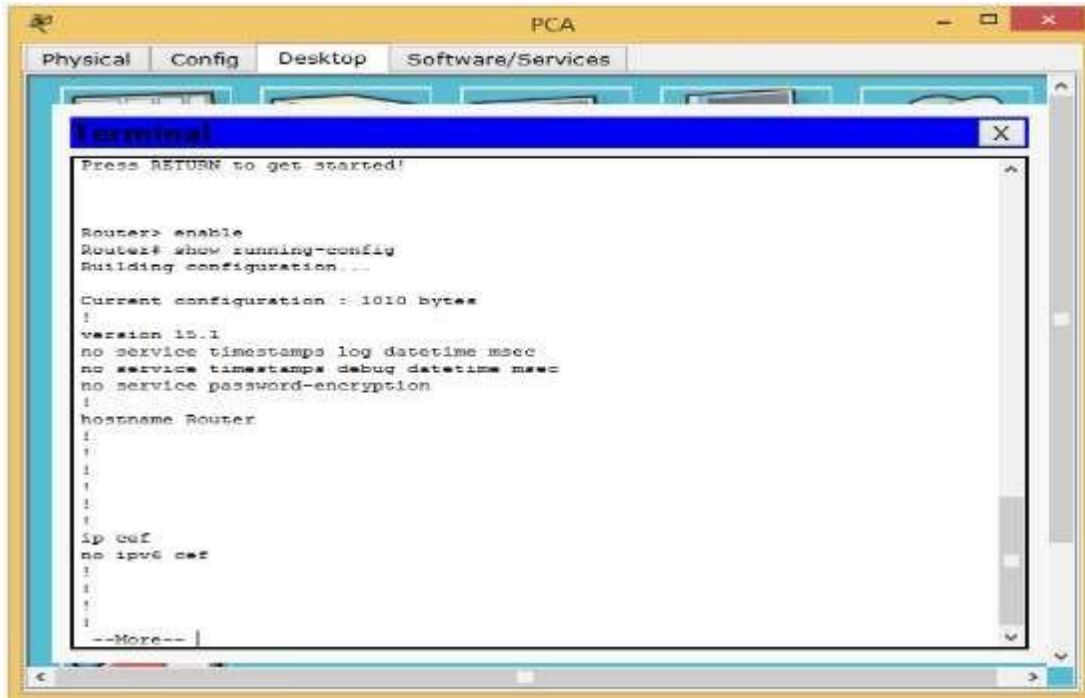 PCA
Physical Config Desktop Software/Services
Terminal
X
Press RETURN to get started!
Router> enable
Router# show running-config
Building configuration...
Current configuration : 1010 bytes
!
version 15.1
no service timestamps log datetime msec
no service timestamps debug datetime msec
no service password-encryption
!
hostname Router
!
!
!
!
!
!
ip cef
no ipv6 cef
!
!
!
!
--More--